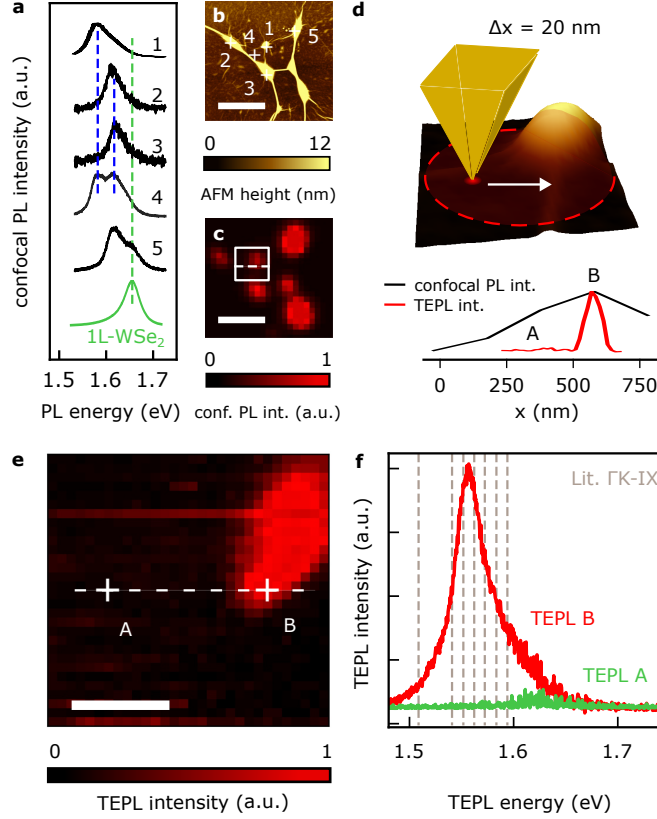 a
confocal PL intensity (a.u.)
1
2
3
4
5
1L-WSe₂
1.5
1.6
1.7
PL energy (eV)
b
1
2
3
4
5
0
12
AFM height (nm)
c
0
1
conf. PL int. (a.u.)
d
Δx = 20 nm
confocal PL int.
TEPL int.
A
B
0
250
500
750
x (nm)
e
A
B
0
1
TEPL intensity (a.u.)
f
Lit. ΓK-IX
TEPL B
TEPL A
TEPL intensity (a.u.)
1.5
1.6
1.7
TEPL energy (eV)